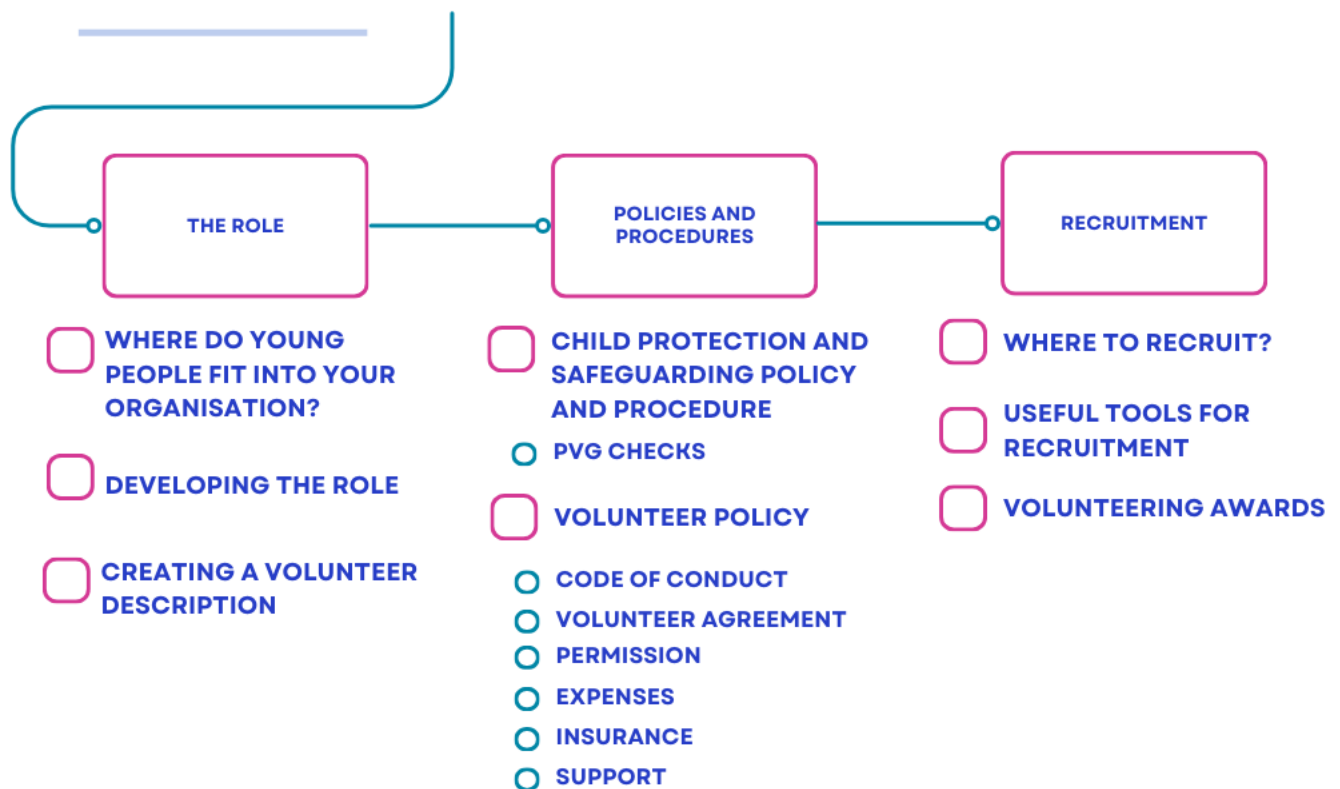 THE ROLE
WHERE DO YOUNG
PEOPLE FIT INTO YOUR
ORGANISATION?
DEVELOPING THE ROLE
CREATING A VOLUNTEER
DESCRIPTION
POLICIES AND
PROCEDURES
CHILD PROTECTION AND
SAFEGUARDING POLICY
AND PROCEDURE
PVG CHECKS
VOLUNTEER POLICY
CODE OF CONDUCT
VOLUNTEER AGREEMENT
PERMISSION
EXPENSES
INSURANCE
SUPPORT
RECRUITMENT
WHERE TO RECRUIT?
USEFUL TOOLS FOR
RECRUITMENT
VOLUNTEERING AWARDS